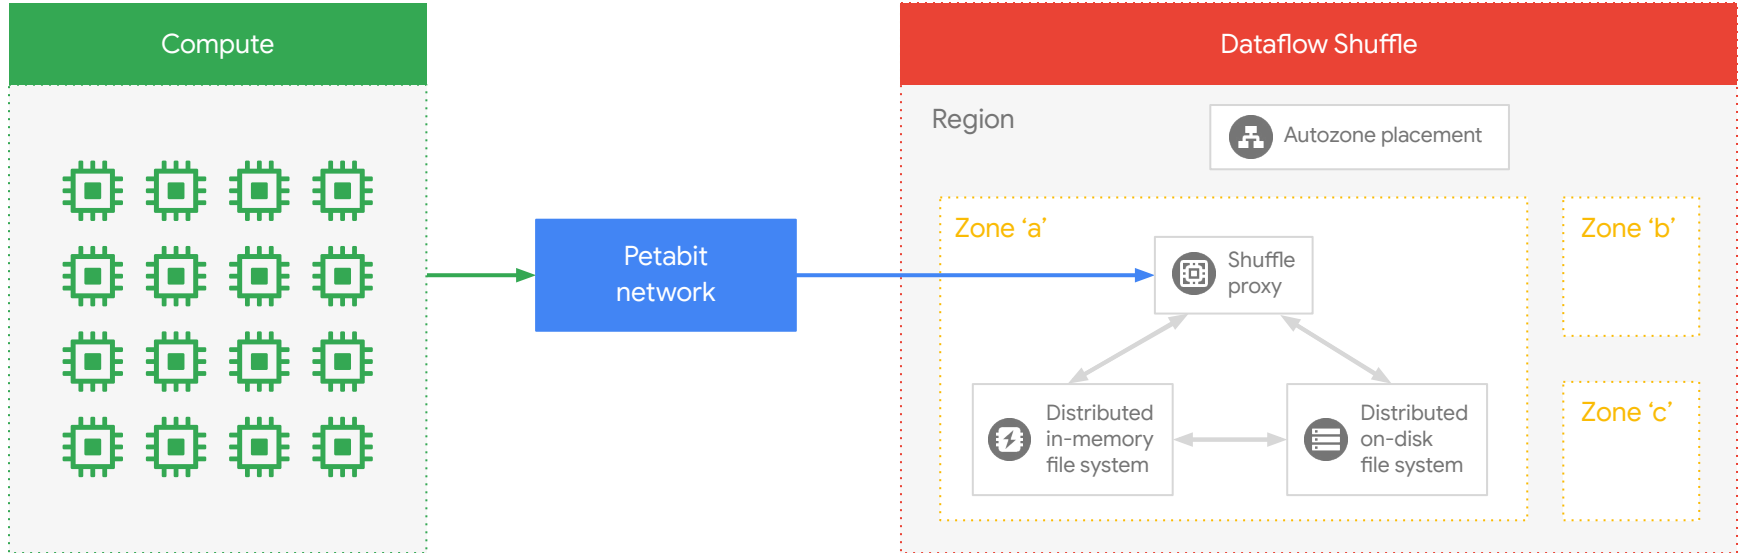 Compute
Dataflow Shuffle
Region
Autozone placement
Zone ‘a’
Zone ‘b’
Petabit
network
Shuffle
proxy
Distributed
in-memory
file system
Distributed
on-disk
file system
Zone ‘c’